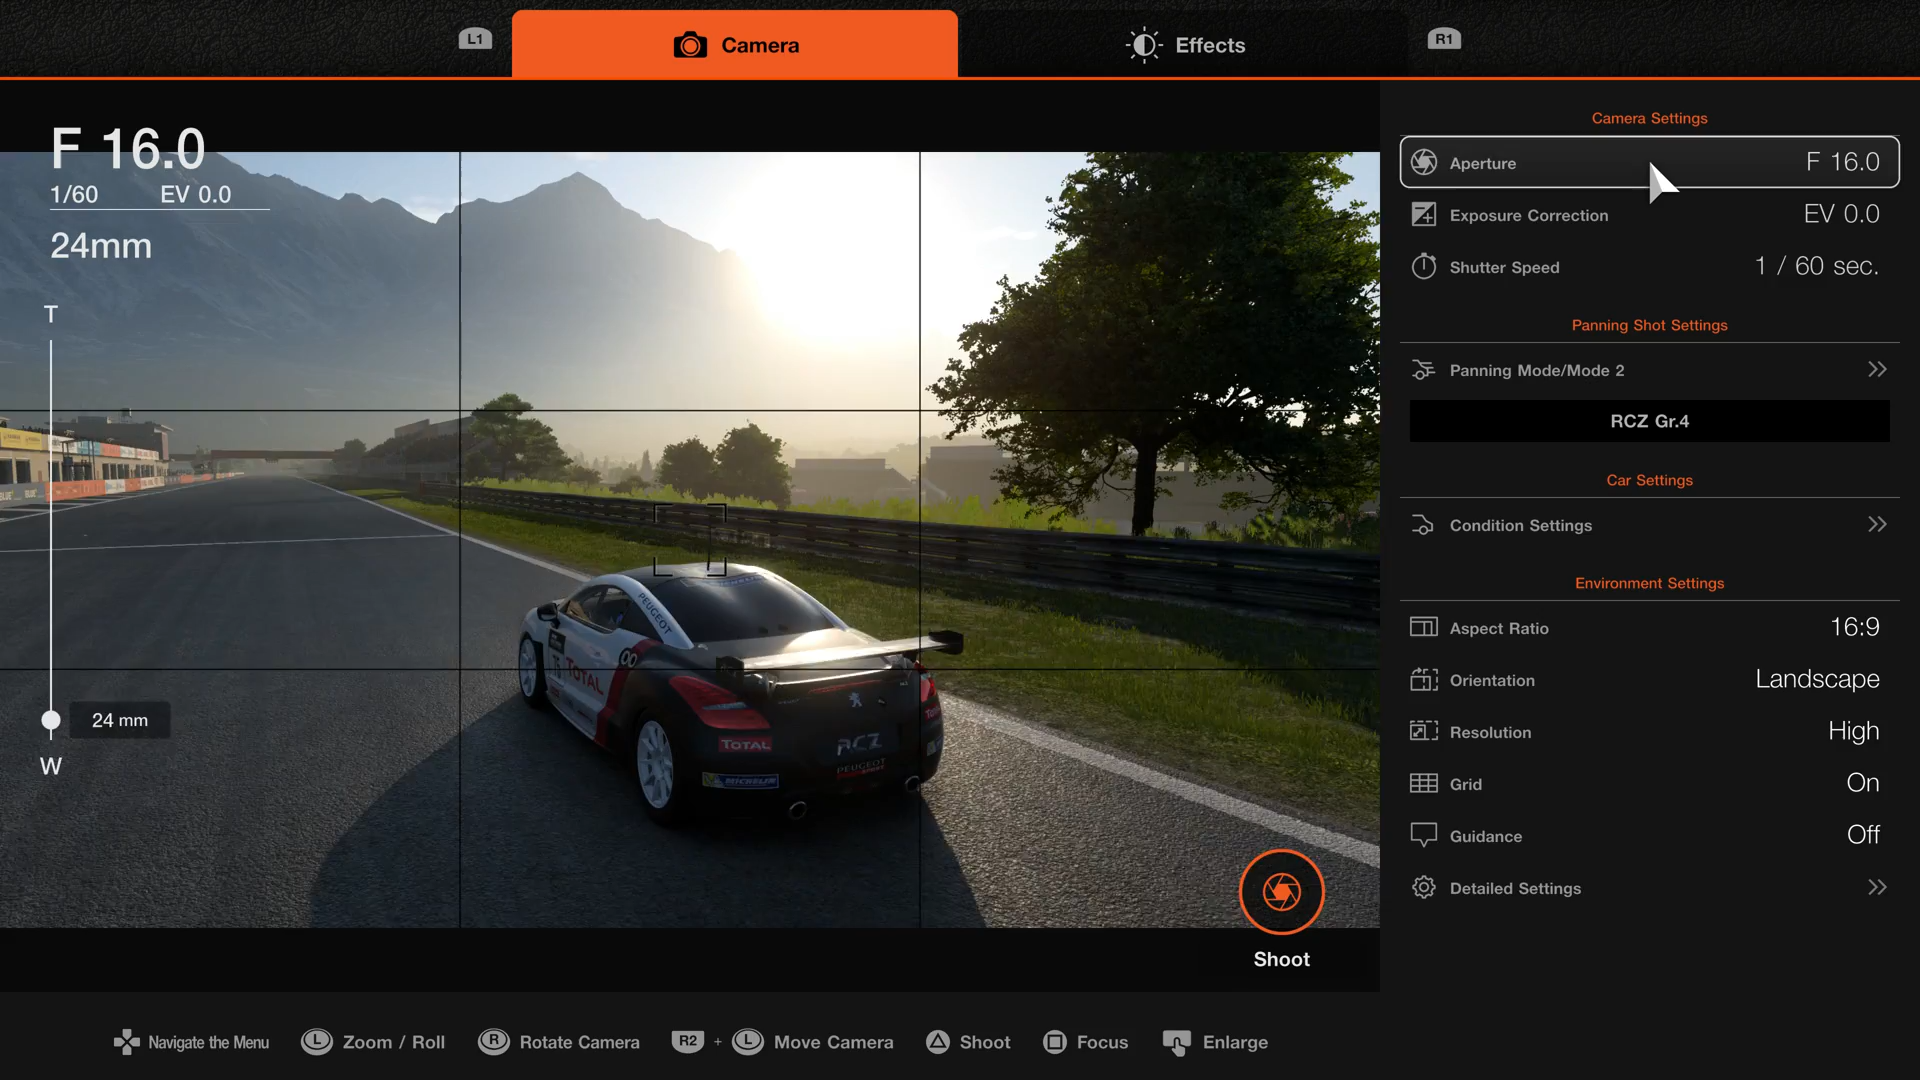 L1
Camera
Effects
R1
F 16.0
1/60 EV 0.0
24mm
T
24 mm
W
PEUGEOT
TOTAL
00
TOTAL
RCZ
PEUGEOT
MICHELIN
Shoot
Camera Settings
Aperture F 16.0
Exposure Correction EV 0.0
Shutter Speed 1 / 60 sec.
Panning Shot Settings
Panning Mode/Mode 2
RCZ Gr.4
Car Settings
Condition Settings
Environment Settings
Aspect Ratio 16:9
Orientation Landscape
Resolution High
Grid On
Guidance Off
Detailed Settings
Navigate the Menu L Zoom / Roll R Rotate Camera R2 + L Move Camera Shoot Focus Enlarge